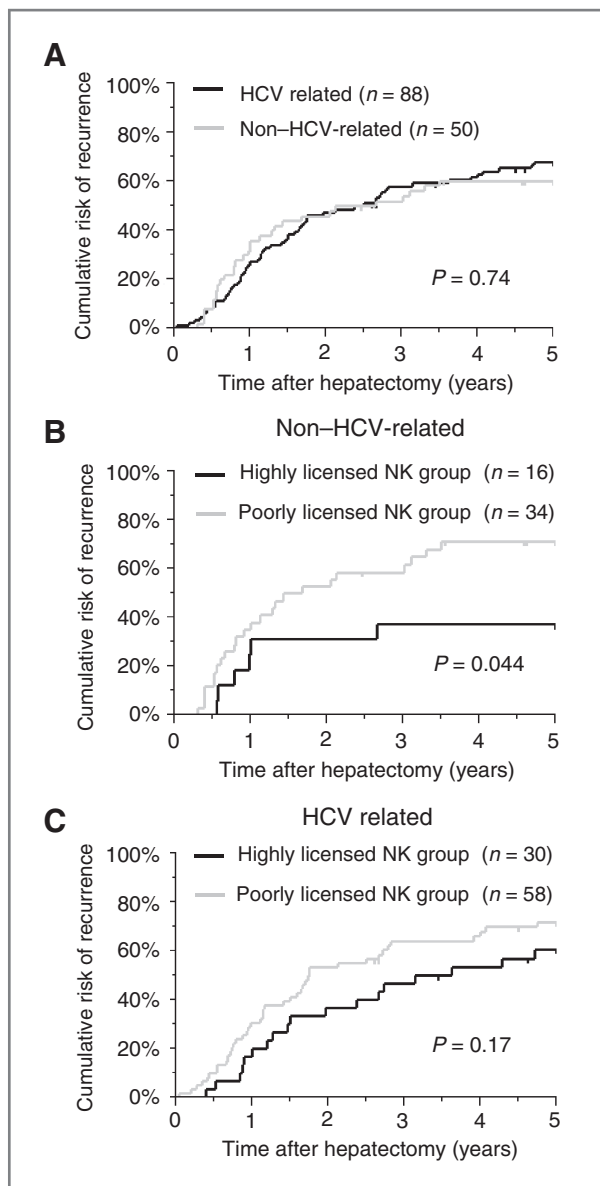 A
Cumulative risk of recurrence
100%
80%
60%
40%
20%
0%
HCV related (n = 88)
Non–HCV-related (n = 50)
P = 0.74
0 1 2 3 4 5
Time after hepatectomy (years)
B
Non–HCV-related
Cumulative risk of recurrence
100%
80%
60%
40%
20%
0%
Highly licensed NK group (n = 16)
Poorly licensed NK group (n = 34)
P = 0.044
0 1 2 3 4 5
Time after hepatectomy (years)
C
HCV related
Cumulative risk of recurrence
100%
80%
60%
40%
20%
0%
Highly licensed NK group (n = 30)
Poorly licensed NK group (n = 58)
P = 0.17
0 1 2 3 4 5
Time after hepatectomy (years)